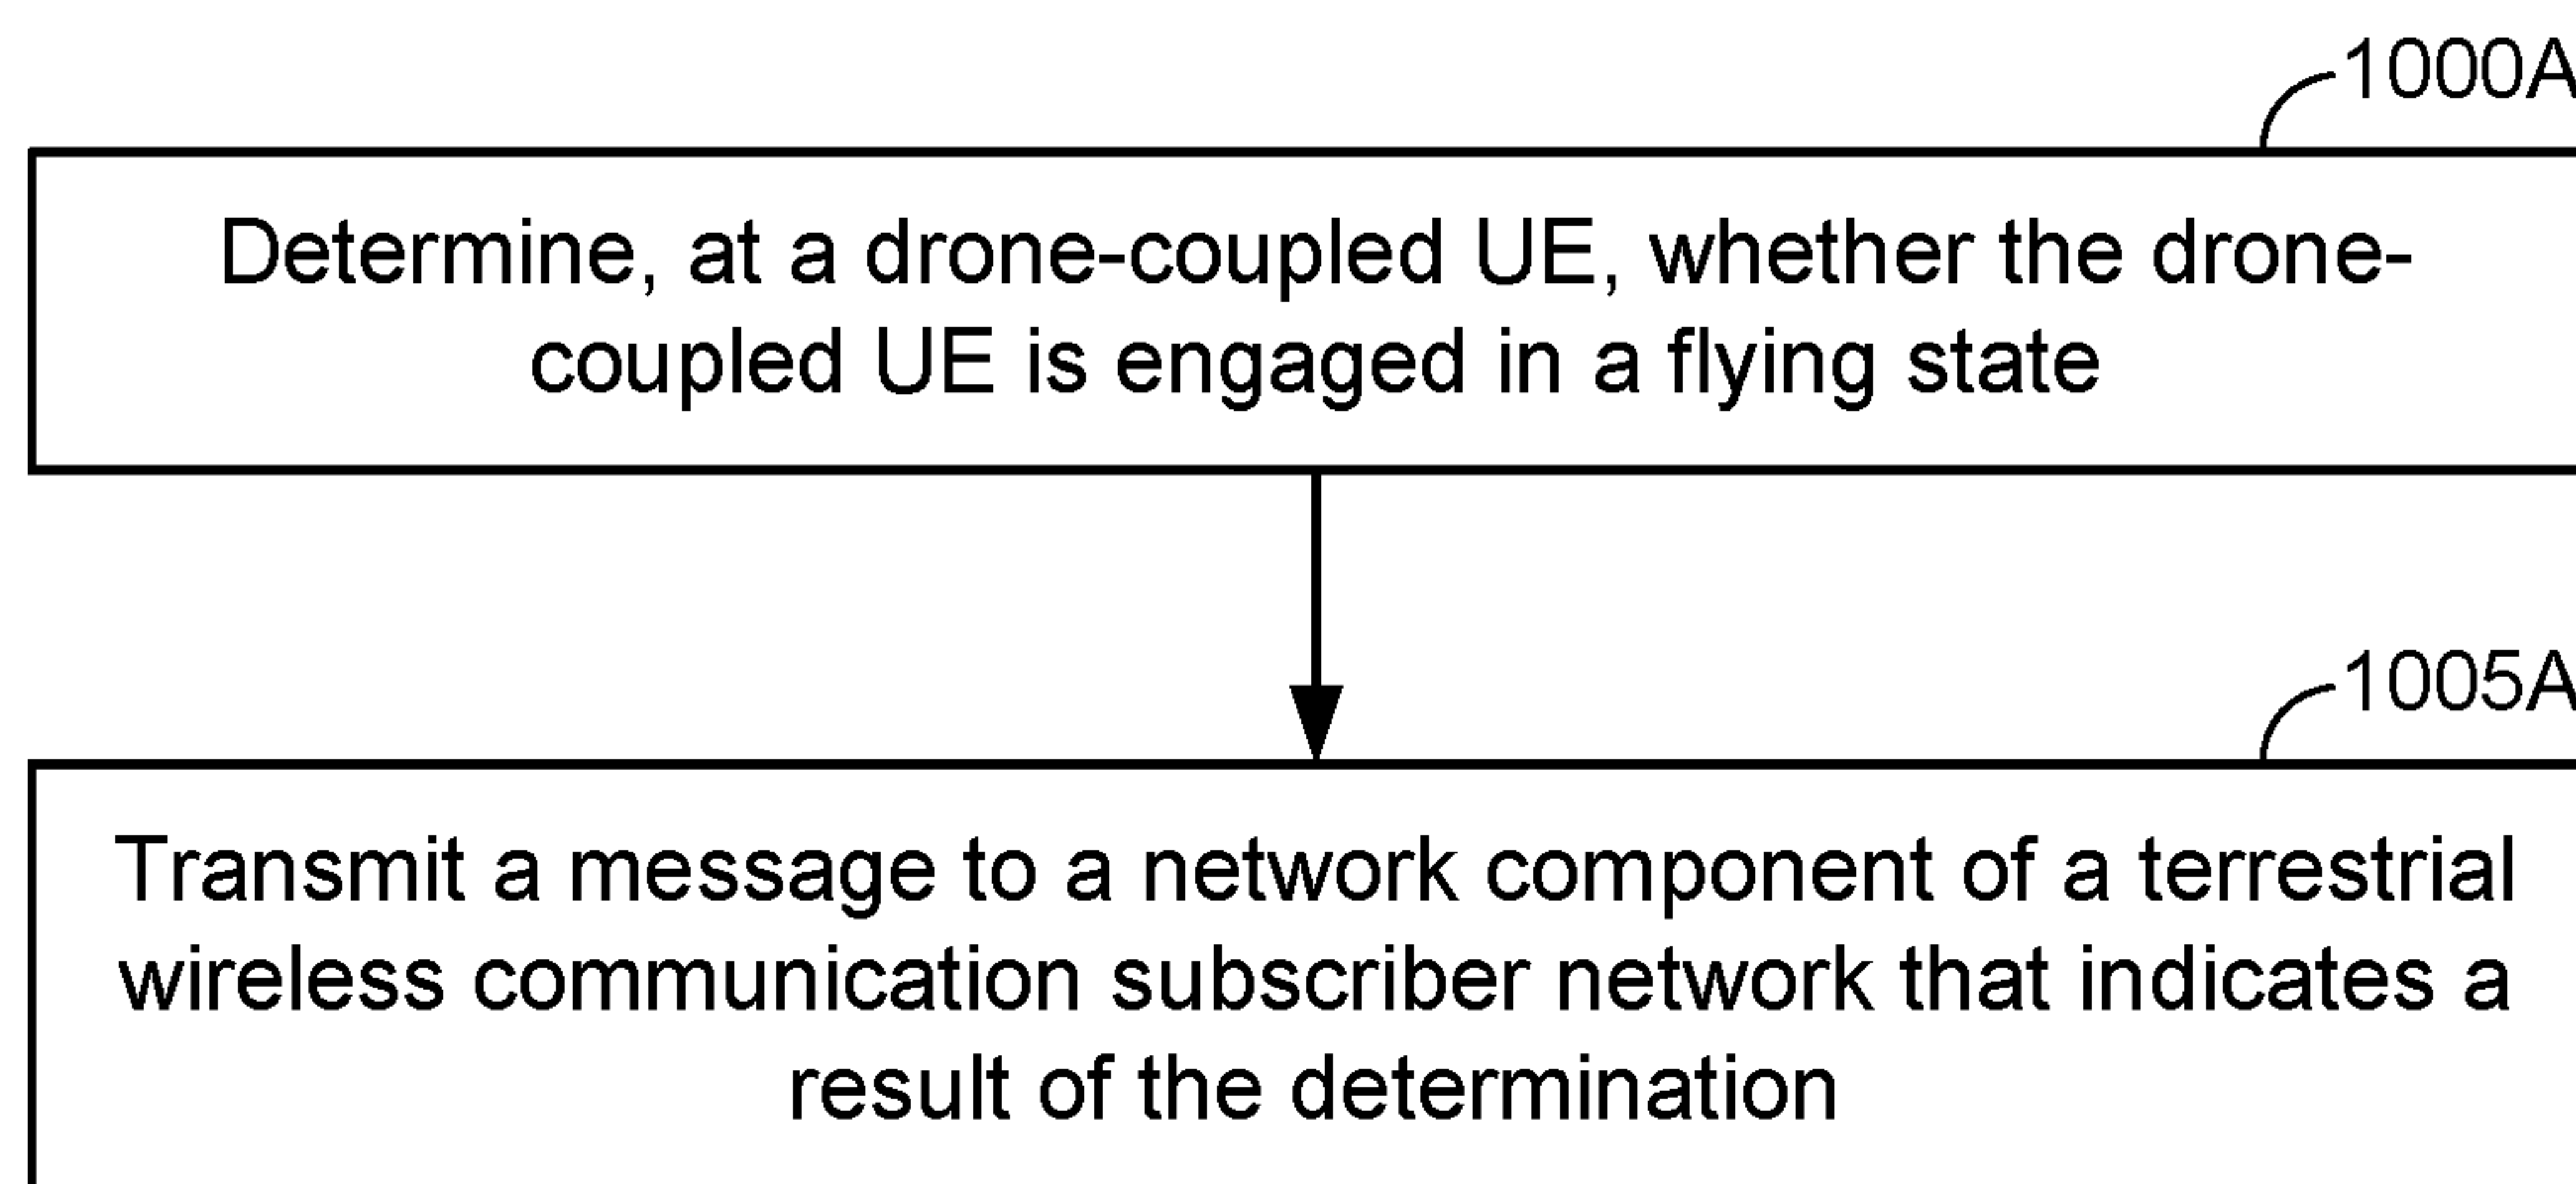 1000A
Determine, at a drone-coupled UE, whether the drone-
coupled UE is engaged in a flying state
1005A
Transmit a message to a network component of a terrestrial
wireless communication subscriber network that indicates a
result of the determination